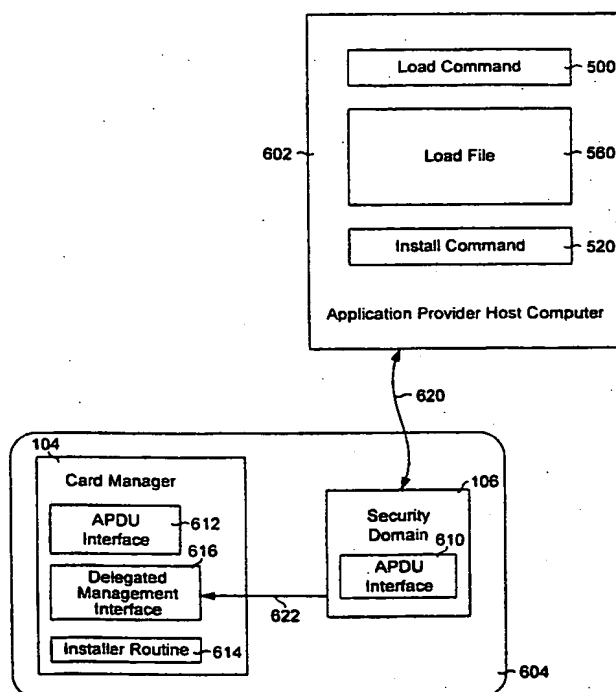 Load Command
500
602
Load File
560
Install Command
520
Application Provider Host Computer
620
104
Card Manager
106
APDU
Interface
612
Security
Domain
616
610
Delegated
Management
Interface
APDU
Interface
622
Installer Routine
614
604